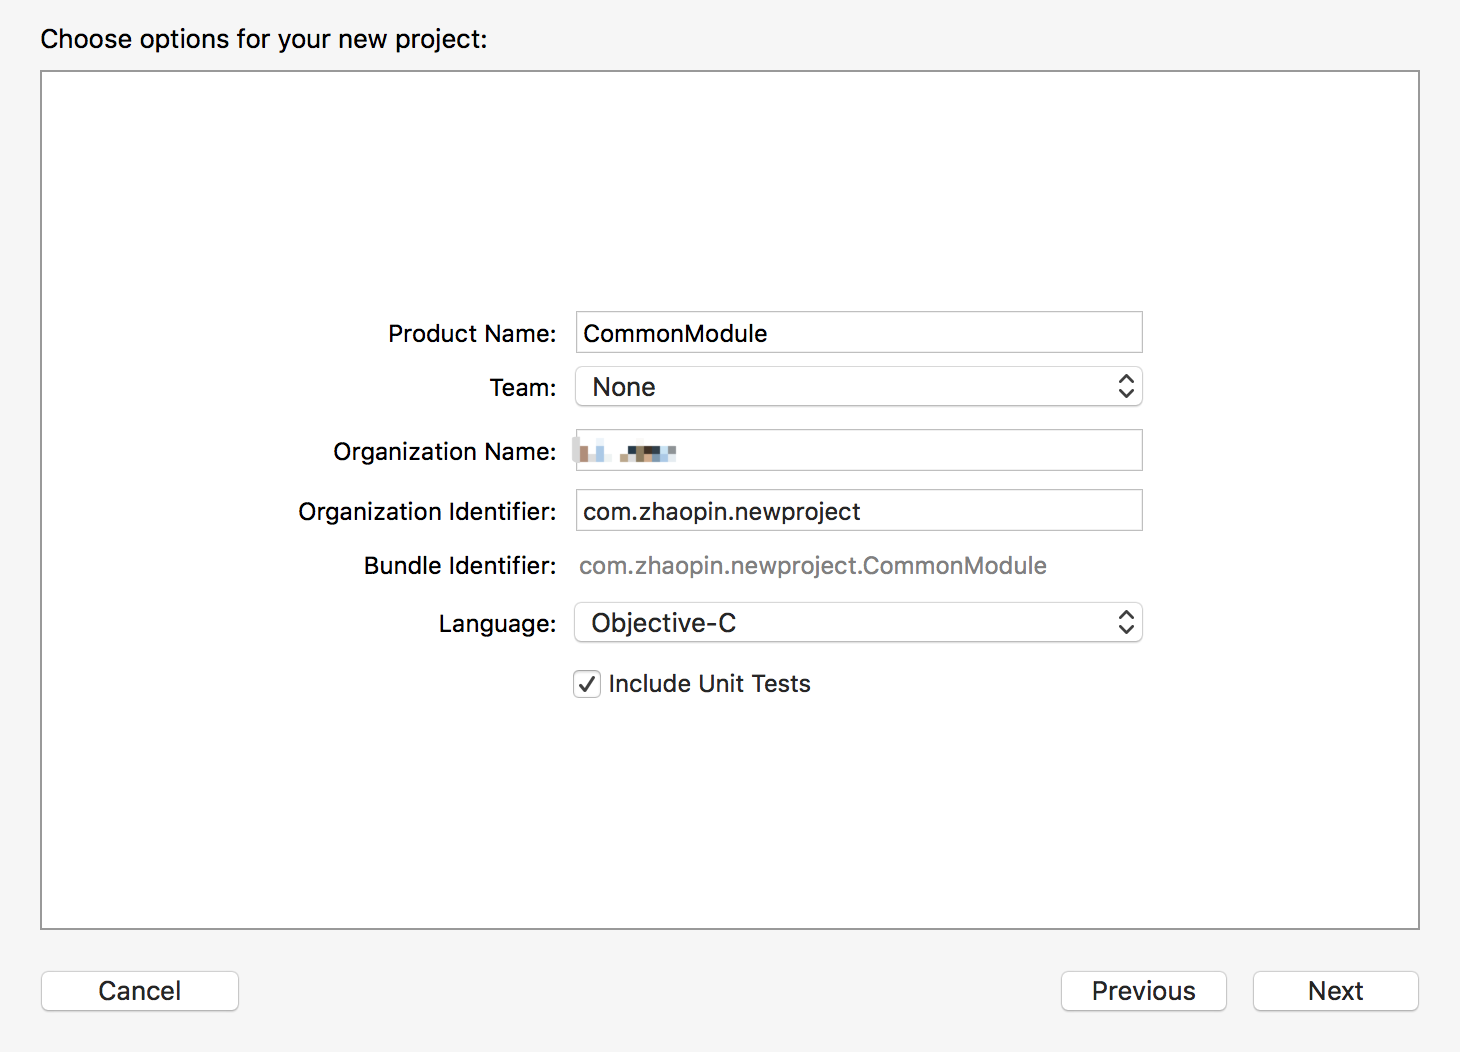 Choose options for your new project:
Product Name: CommonModule
Team: None
Organization Name:
Organization Identifier: com.zhaopin.newproject
Bundle Identifier: com.zhaopin.newproject.CommonModule
Language: Objective-C
Include Unit Tests
Cancel Previous Next